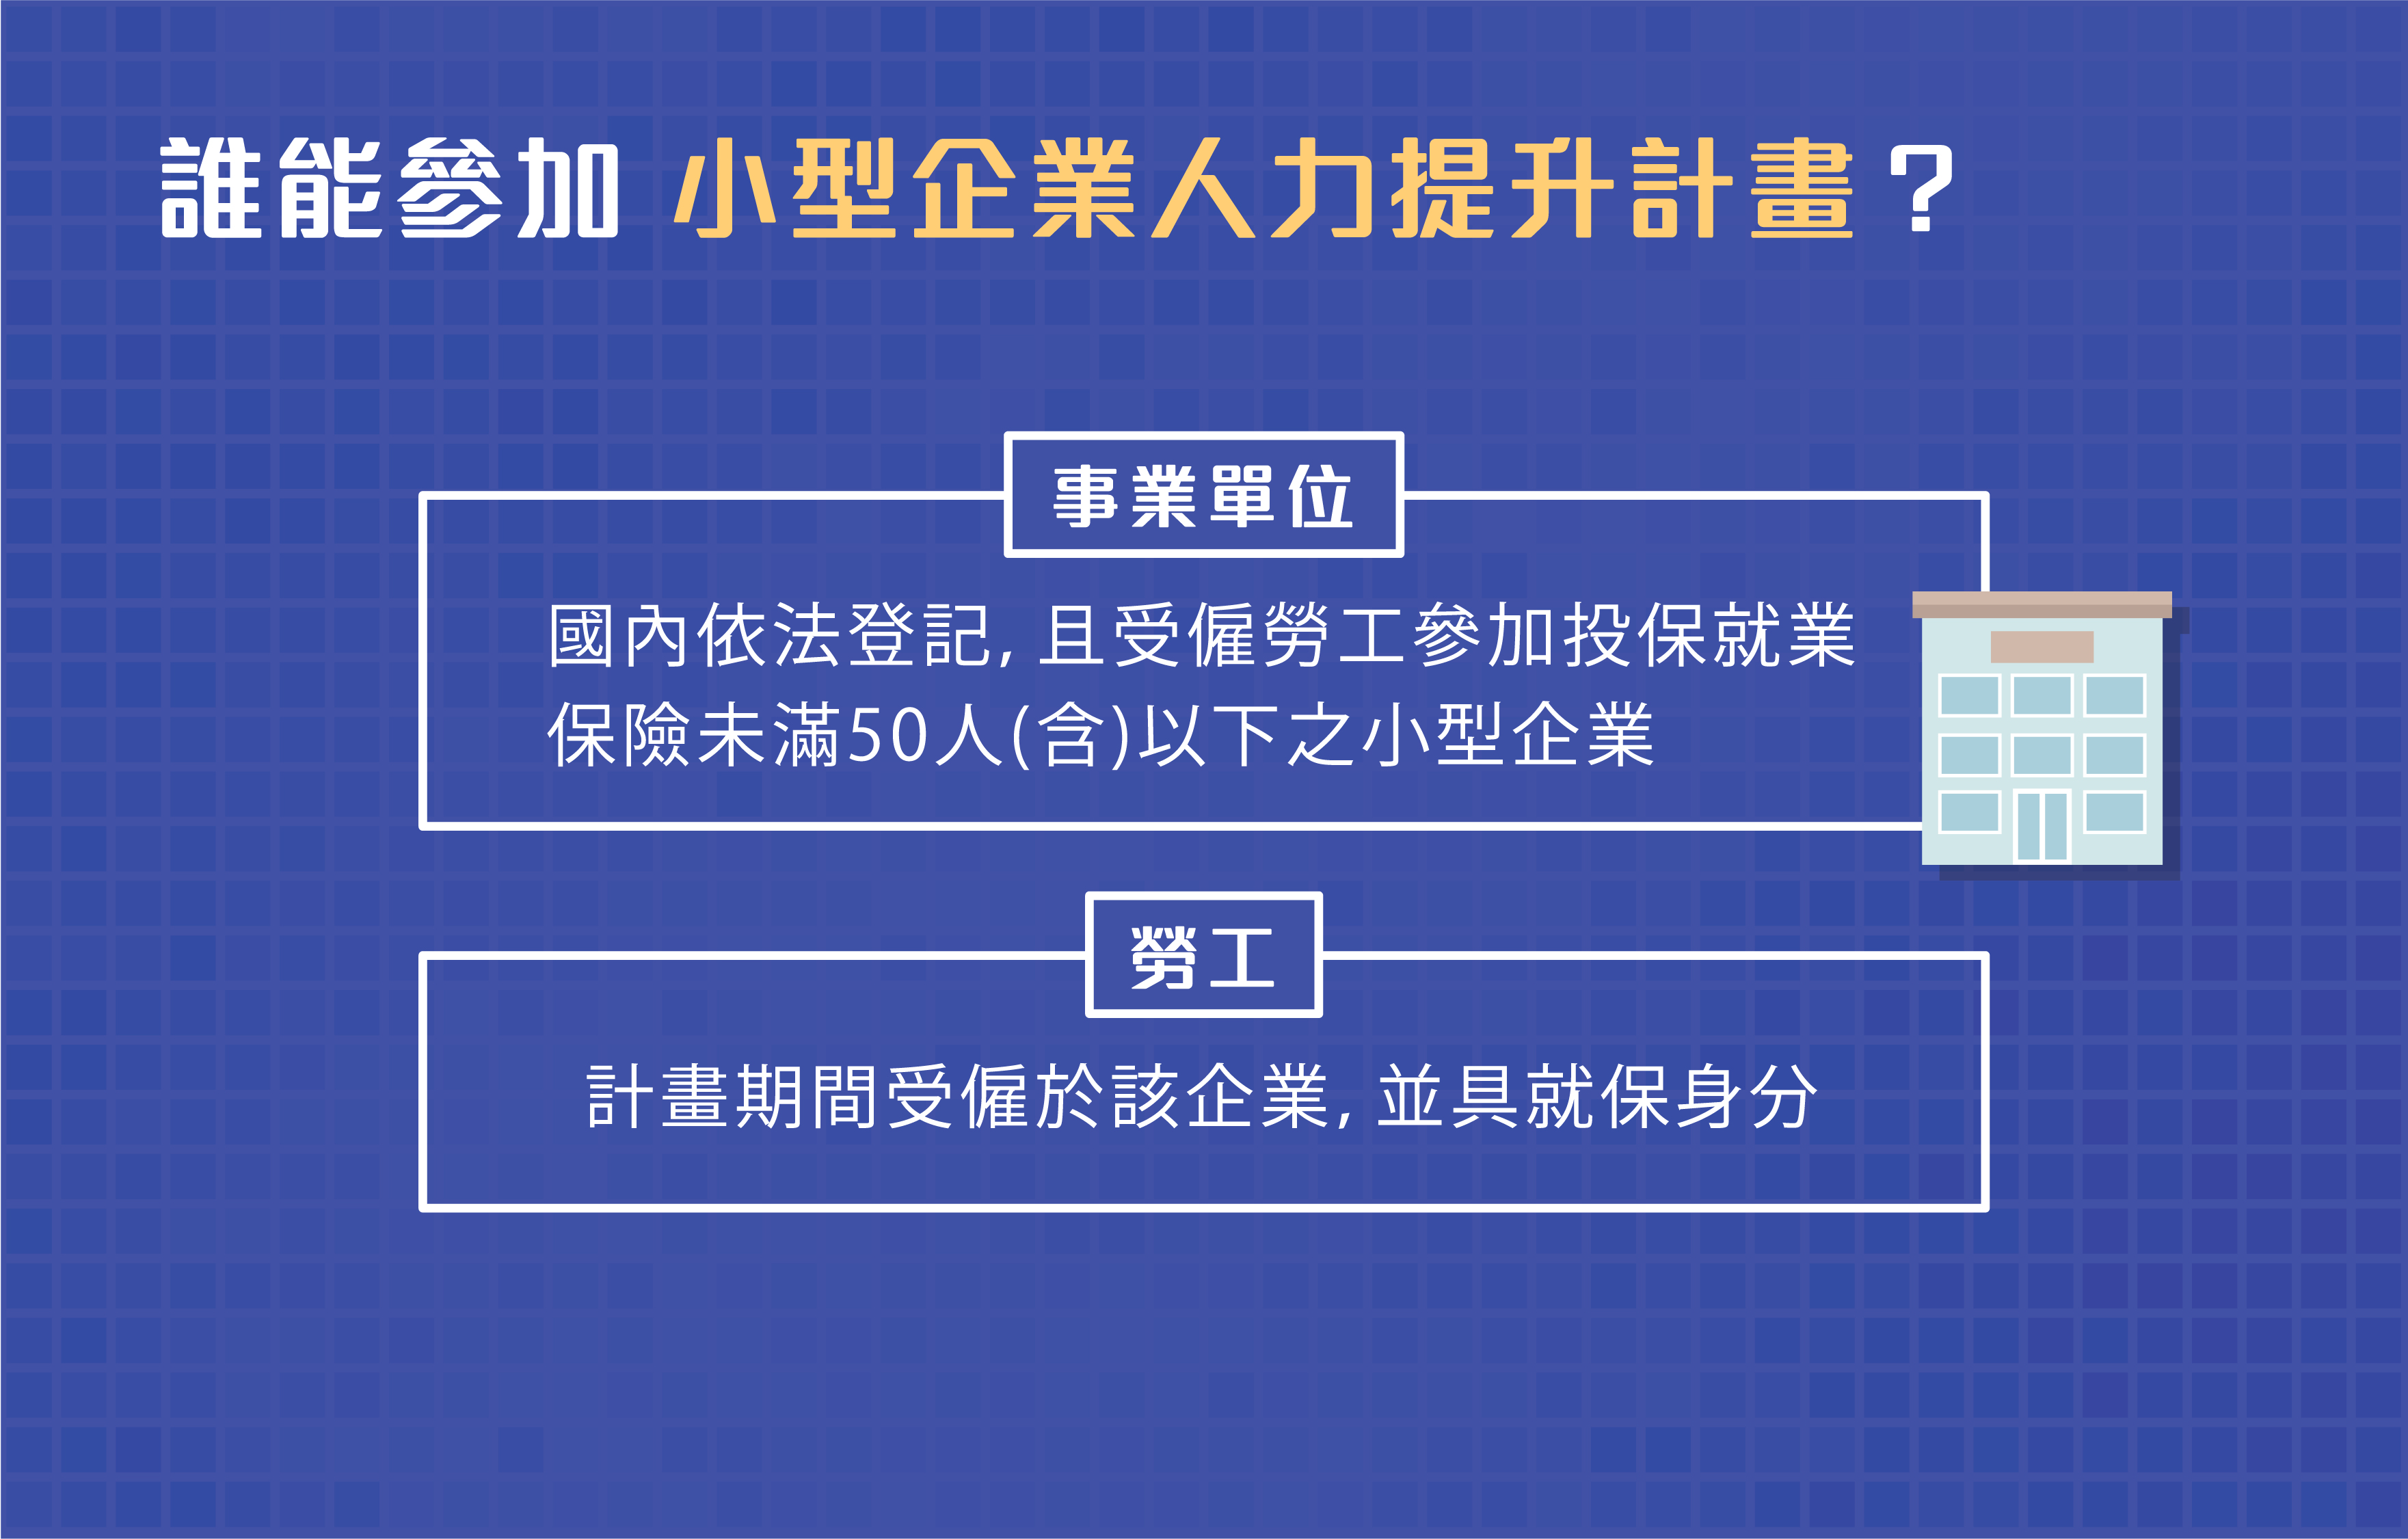 誰能參加 小型企業人力提升計畫？
事業單位
國內依法登記, 且受僱勞工參加投保就業
保險未滿50人(含)以下之小型企業
勞工
計畫期間受僱於該企業, 並具就保身分